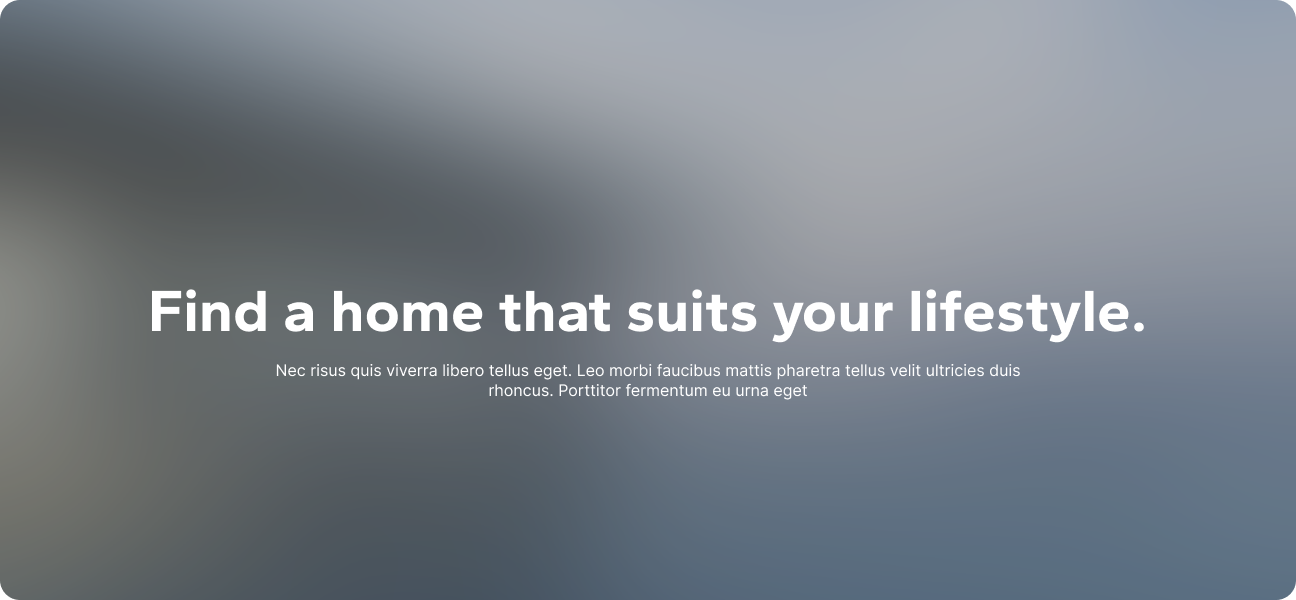 Find a home that suits your lifestyle.
Nec risus quis viverra libero tellus eget. Leo morbi faucibus mattis pharetra tellus velit ultricies duis
rhoncus. Porttitor fermentum eu urna eget